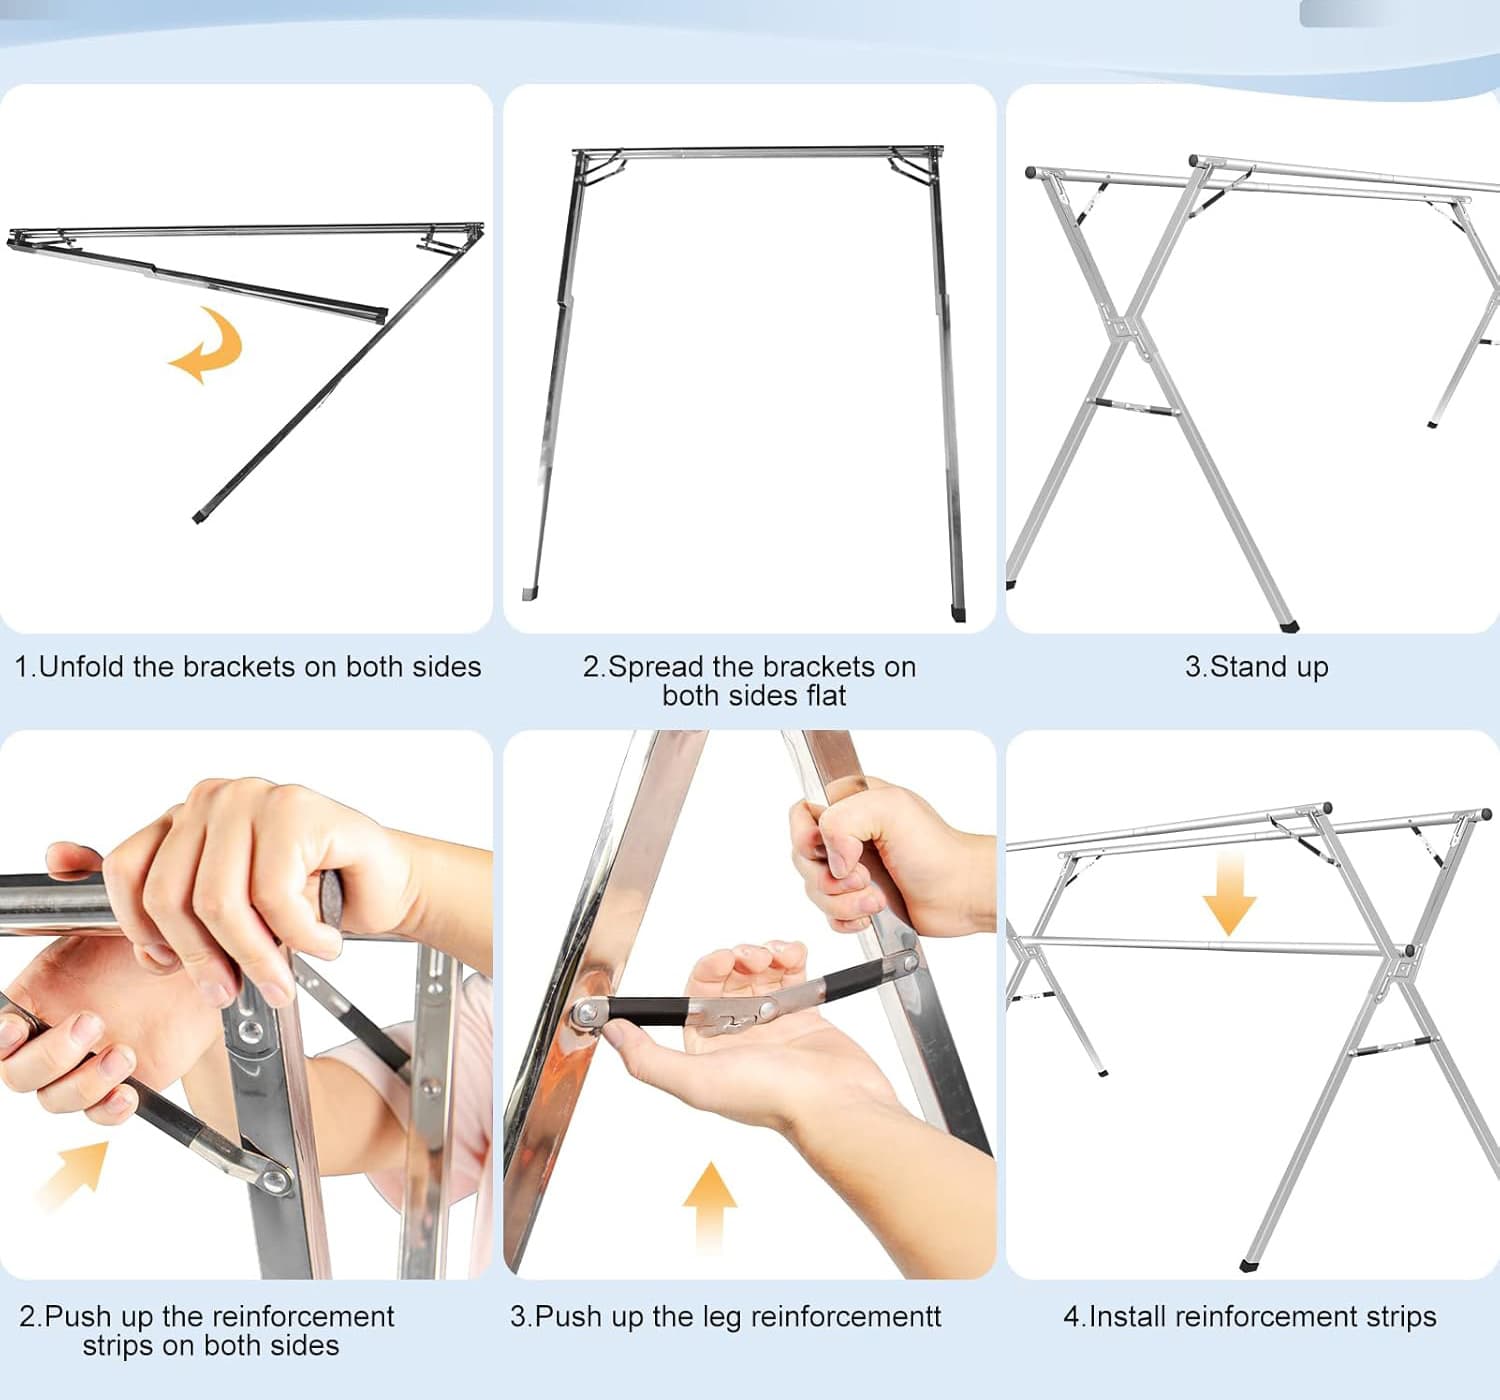 1.Unfold the brackets on both sides
2.Spread the brackets on
both sides flat
3.Stand up
2.Push up the reinforcement
strips on both sides
3.Push up the leg reinforcementt
4.Install reinforcement strips